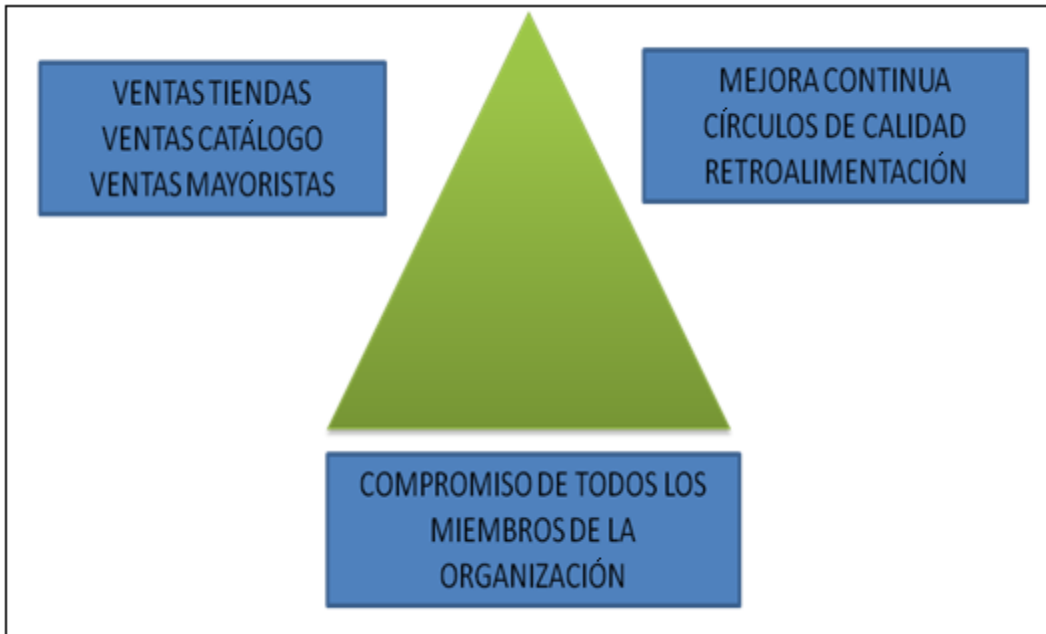 VENTAS TIENDAS
VENTAS CATÁLOGO
VENTAS MAYORISTAS
MEJORA CONTINUA
CÍRCULOS DE CALIDAD
RETROALIMENTACIÓN
COMPROMISO DE TODOS LOS
MIEMBROS DE LA
ORGANIZACIÓN